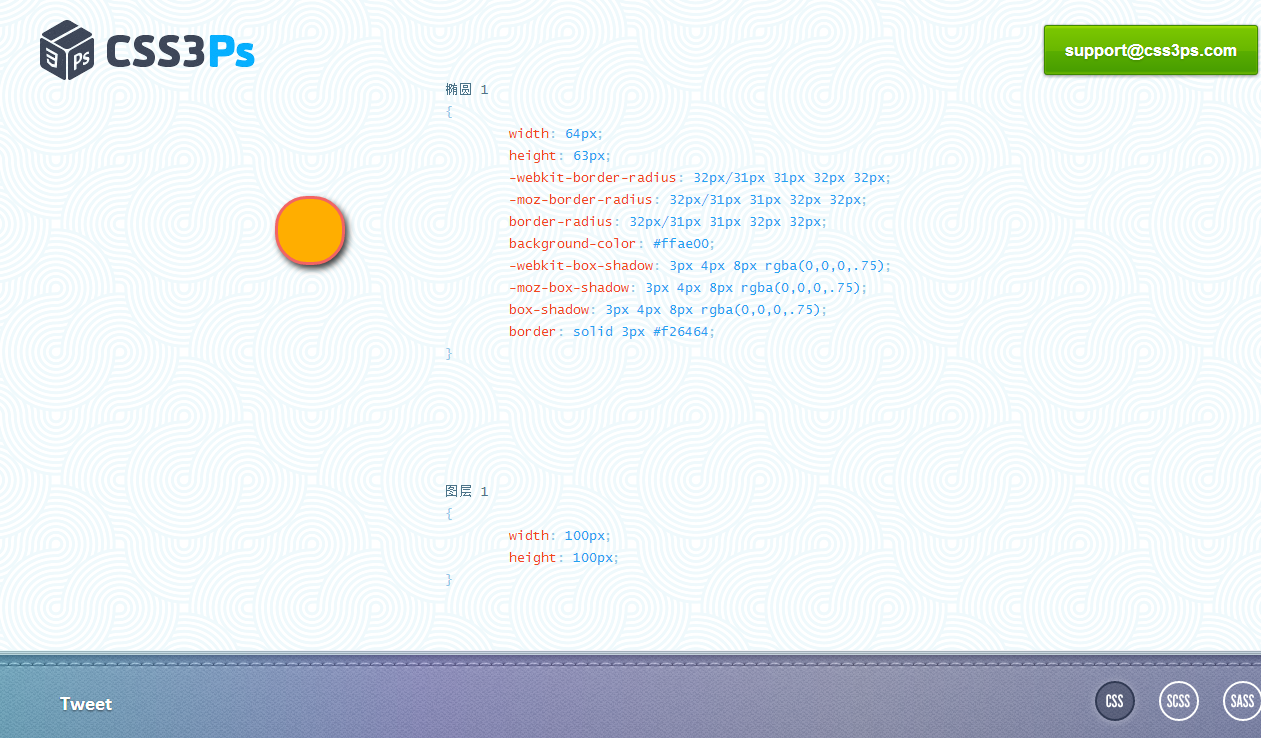 CSS3Ps
support@css3ps.com
椭圆 1
{
width: 64px;
height: 63px;
-webkit-border-radius: 32px/31px 31px 32px 32px;
-moz-border-radius: 32px/31px 31px 32px 32px;
border-radius: 32px/31px 31px 32px 32px;
background-color: #ffae00;
-webkit-box-shadow: 3px 4px 8px rgba(0,0,0,.75);
-moz-box-shadow: 3px 4px 8px rgba(0,0,0,.75);
box-shadow: 3px 4px 8px rgba(0,0,0,.75);
border: solid 3px #f26464;
}
图层 1
{
width: 100px;
height: 100px;
}
Tweet
CSS
SCSS
SASS